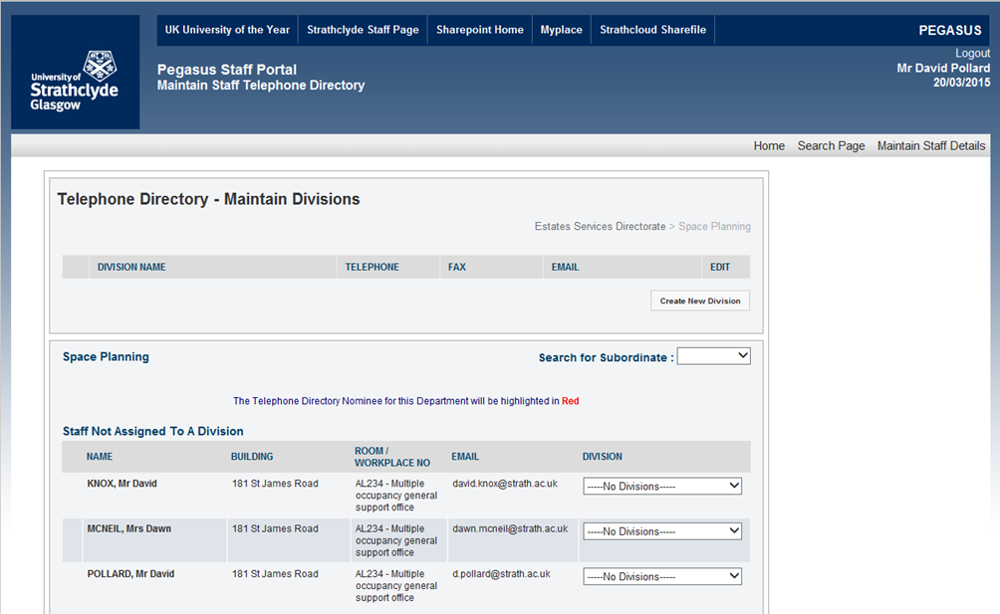 UK University of the Year Strathclyde Staff Page Sharepoint Home Myplace Strathcloud Sharefile PEGASUS
University of
Strathclyde
Glasgow
Pegasus Staff Portal
Maintain Staff Telephone Directory
Logout
Mr David Pollard
20/03/2015
Home Search Page Maintain Staff Details
Telephone Directory - Maintain Divisions
Estates Services Directorate > Space Planning
DIVISION NAME TELEPHONE FAX EMAIL EDIT
Create New Division
Space Planning Search for Subordinate :
The Telephone Directory Nominee for this Department will be highlighted in Red
Staff Not Assigned To A Division
NAME BUILDING ROOM / WORKPLACE NO EMAIL DIVISION
KNOX, Mr David 181 St James Road AL234 - Multiple david.knox@strath.ac.uk -----No Divisions-----
occupancy general
support office
MCNEIL, Mrs Dawn 181 St James Road AL234 - Multiple dawn.mcneil@strath.ac.uk -----No Divisions-----
occupancy general
support office
POLLARD, Mr David 181 St James Road AL234 - Multiple d.pollard@strath.ac.uk -----No Divisions-----
occupancy general
support office